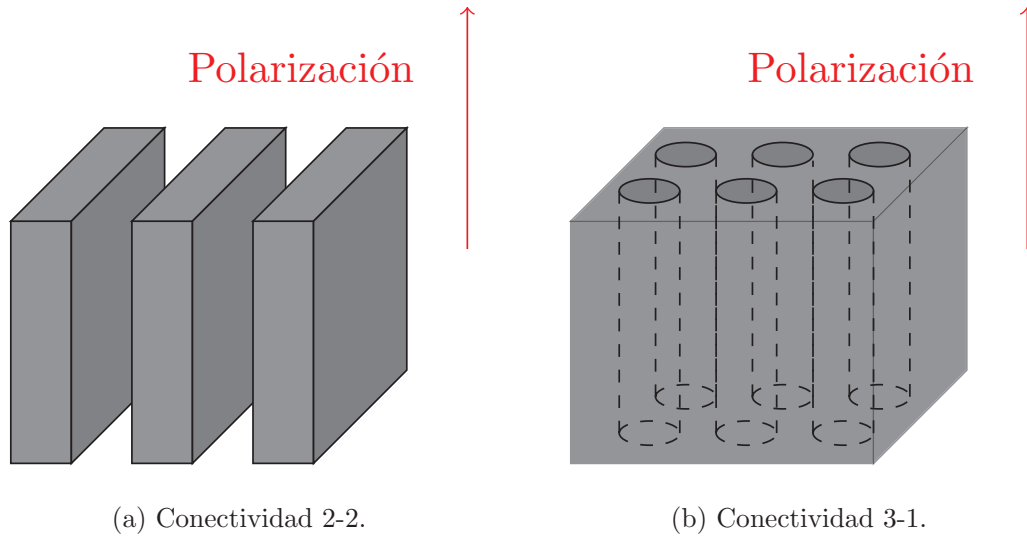 Polarización
Polarización
(a) Conectividad 2-2.
(b) Conectividad 3-1.